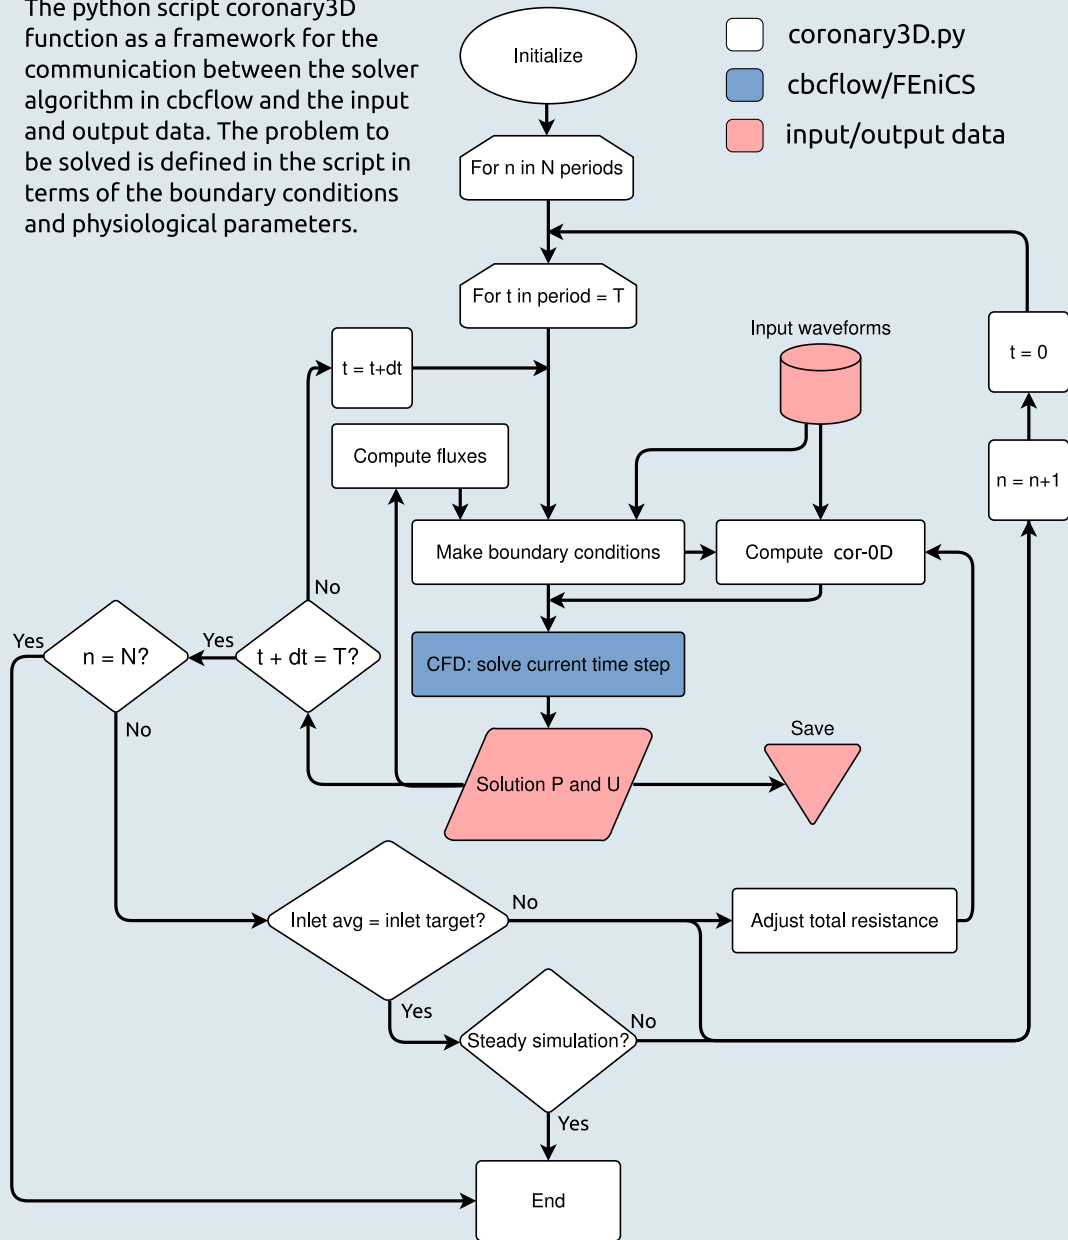 The python script coronary3D
function as a framework for the
communication between the solver
algorithm in cbcflow and the input
and output data. The problem to
be solved is defined in the script in
terms of the boundary conditions
and physiological parameters.
coronary3D.py
cbcflow/FEniCS
input/output data
Initialize
For n in N periods
For t in period = T
Input waveforms
t = 0
t = t+dt
Compute fluxes
n = n+1
Make boundary conditions
Compute cor-0D
No
Yes
n = N?
Yes
t + dt = T?
CFD: solve current time step
No
Save
Solution P and U
Inlet avg = inlet target?
No
Adjust total resistance
Yes
Steady simulation?
No
Yes
End